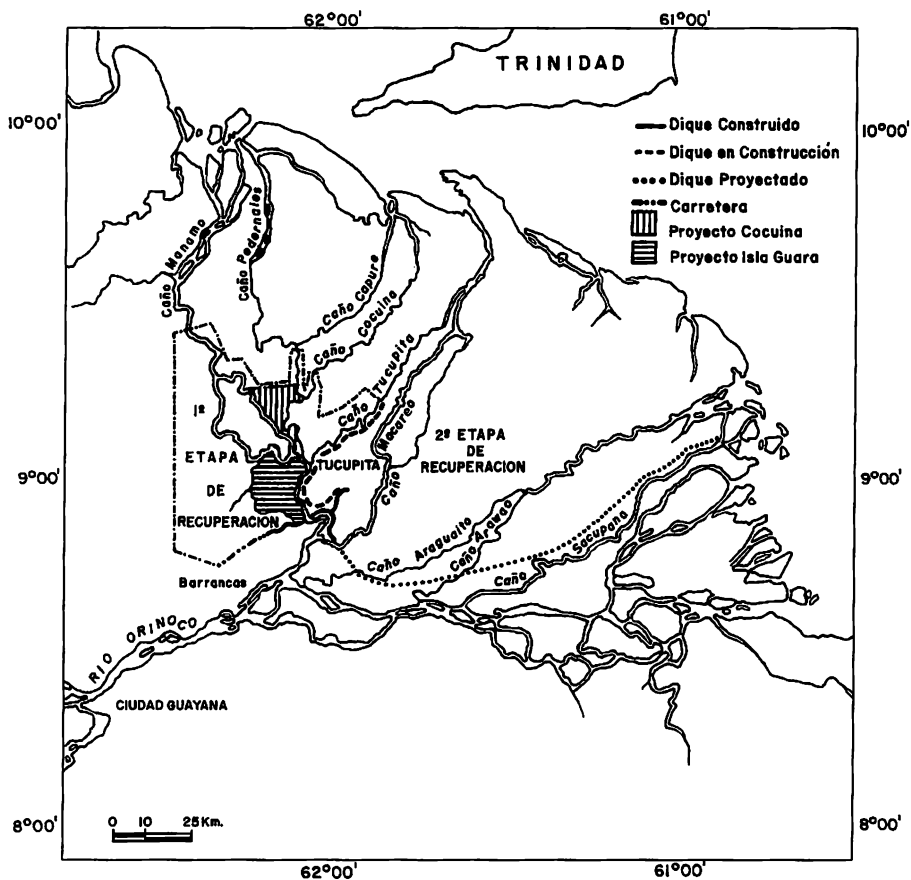 62°00'
61°00'
TRINIDAD
10°00'
10°00'
Dique Construido
Dique en Construcción
Dique Proyectado
Carretera
Proyecto Cocuina
Proyecto Isla Guara
Caño Manamo
Caño Pedernales
Caño Capure
Caño Cocuina
Caño Tucupita
Caño Macareo
1ª
ETAPA
DE
RECUPERACION
2ª ETAPA
DE
RECUPERACION
TUCUPITA
9°00'
9°00'
Caño Araguaito
Caño Arawao
Caño Sacupana
Barrancas
RIO ORINOCO
CIUDAD GUAYANA
0 10 25 Km.
8°00'
8°00'
62°00'
61°00'